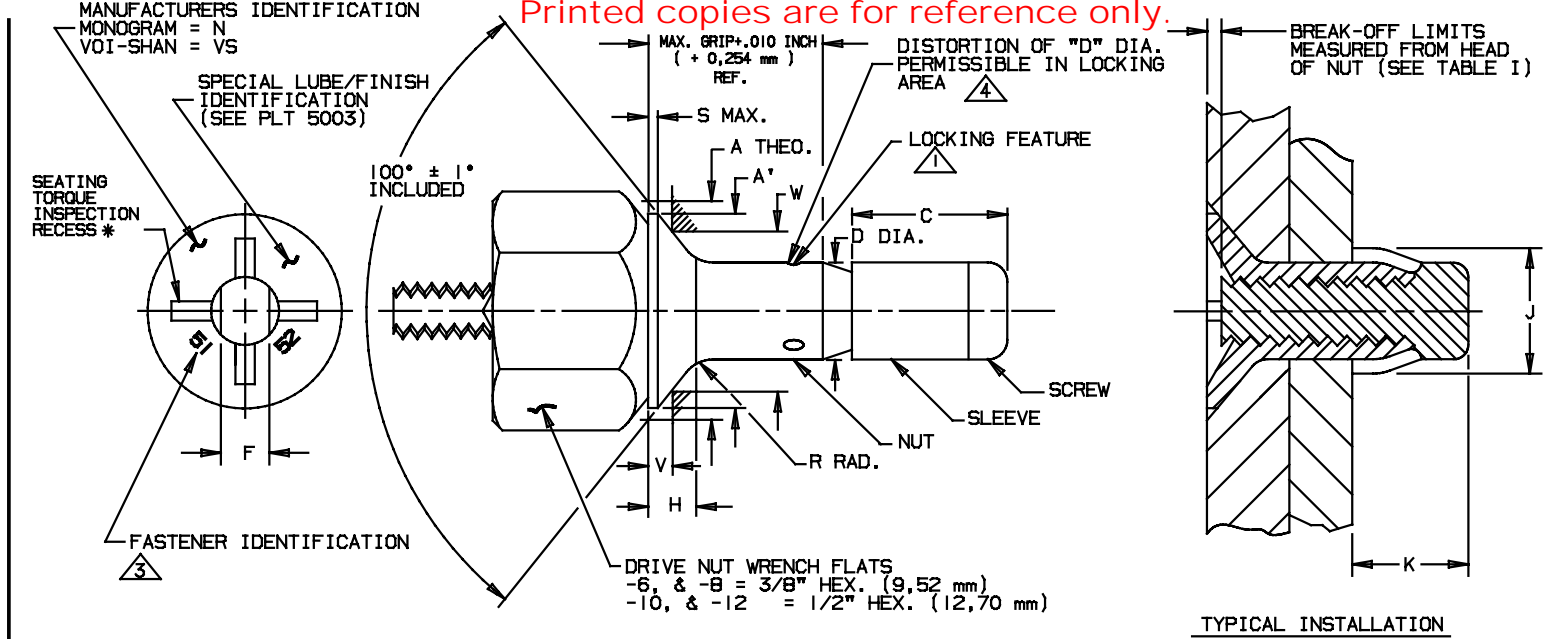 Printed copies are for reference only.
MANUFACTURERS IDENTIFICATION
MONOGRAM = N
VOI-SHAN = VS
SPECIAL LUBE/FINISH
IDENTIFICATION
(SEE PLT 5003)
SEATING
TORQUE
INSPECTION
RECESS *
51
52
F
FASTENER IDENTIFICATION
3
100° ± 1°
INCLUDED
MAX. GRIP+.010 INCH
( + 0,254 mm )
REF.
S MAX.
A THEO.
A'
W
DISTORTION OF "D" DIA.
PERMISSIBLE IN LOCKING
AREA 4
LOCKING FEATURE
1
C
D DIA.
SCREW
SLEEVE
NUT
R RAD.
V
H
DRIVE NUT WRENCH FLATS
-6, & -8 = 3/8" HEX. (9,52 mm)
-10, & -12 = 1/2" HEX. (12,70 mm)
BREAK-OFF LIMITS
MEASURED FROM HEAD
OF NUT (SEE TABLE I)
J
K
TYPICAL INSTALLATION